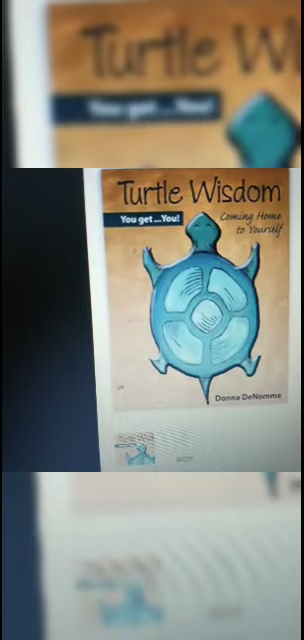 Turtle Wisdom
You get ...You!
Coming Home
to Yourself
Donna DeNomme